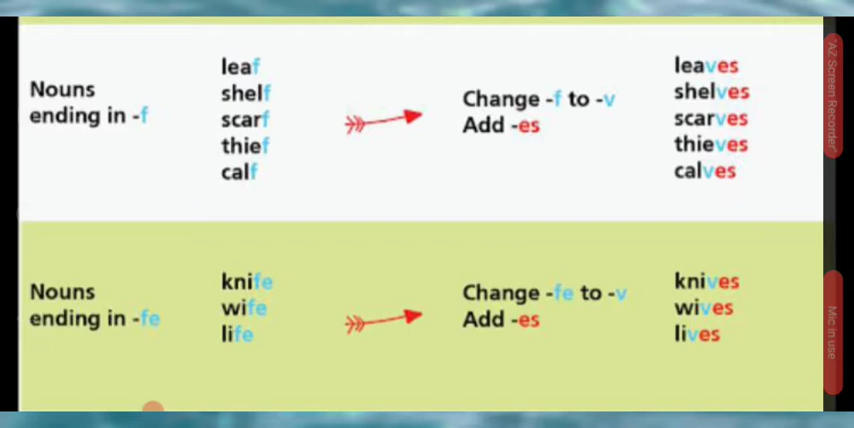 Nouns
ending in -f
leaf
shelf
scarf
thief
calf
Change -f to -v
Add -es
leaves
shelves
scarves
thieves
calves
Nouns
ending in -fe
knife
wife
life
Change -fe to -v
Add -es
knives
wives
lives
"AZ Screen Recorder"
Mic in use